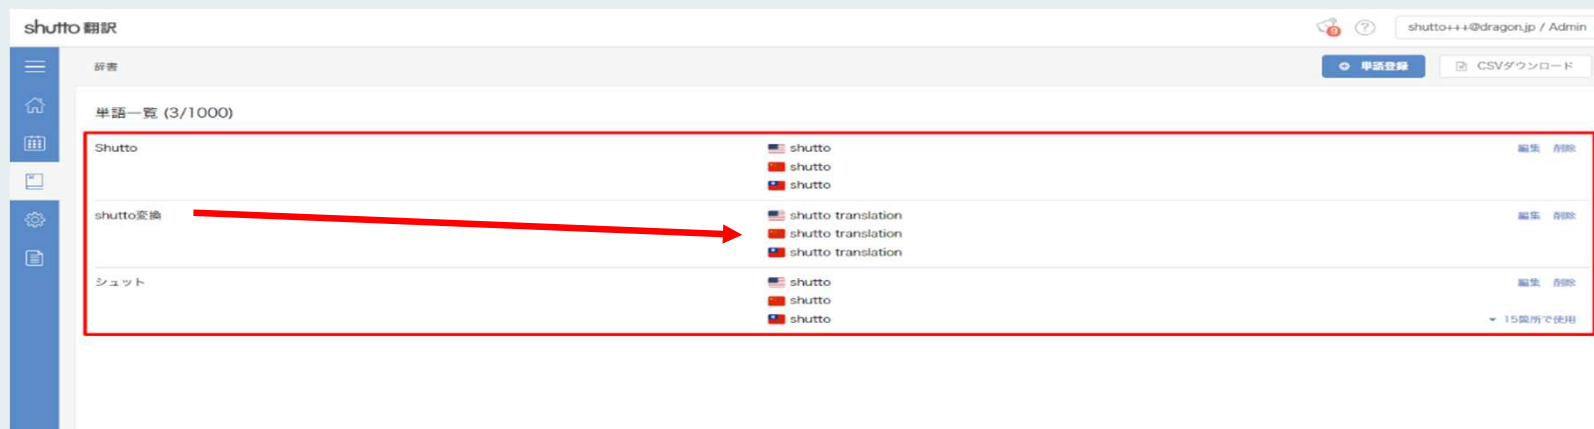 shutto 翻訳
9
?
shutto+++@dragon.jp / Admin
辞書
単語登録
CSVダウンロード
単語一覧 (3/1000)
Shutto
shutto
shutto
shutto
編集 削除
shutto変換
shutto translation
shutto translation
shutto translation
編集 削除
シュット
shutto
shutto
shutto
編集 削除
15箇所で使用